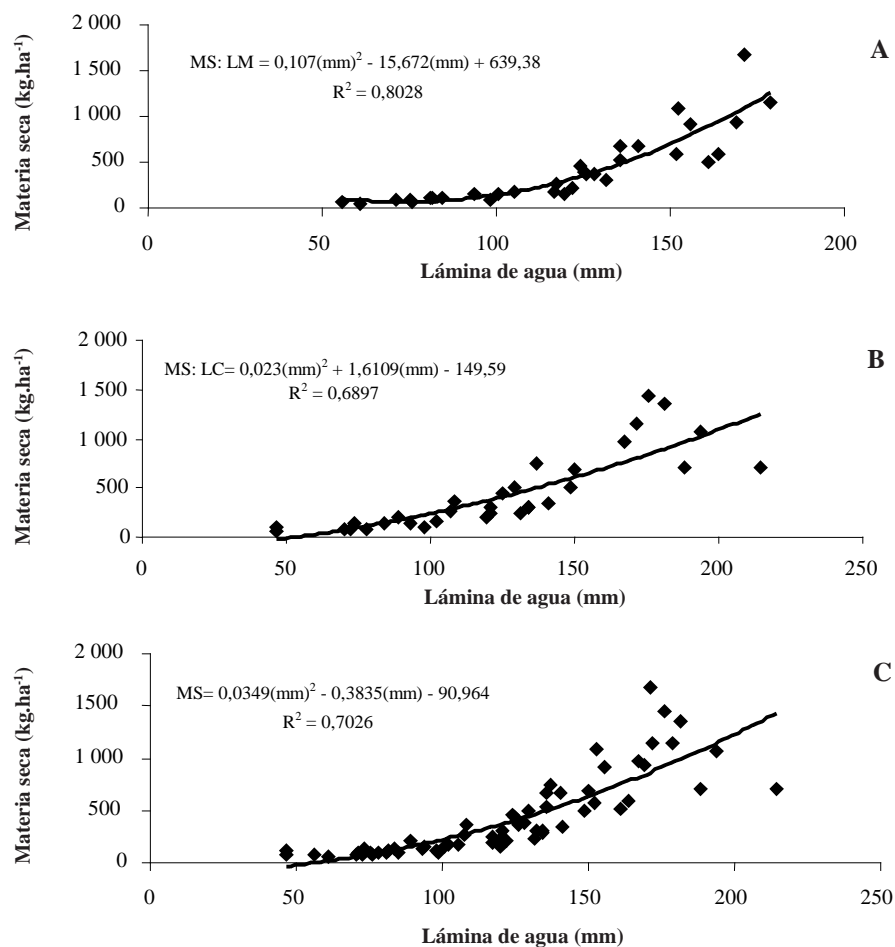 2 000
1 500
1 000
500
0
Materia seca (kg.ha⁻¹)
MS: LM = 0,107(mm)² - 15,672(mm) + 639,38
R² = 0,8028
A
0 50 100 150 200
Lámina de agua (mm)
2 000
1 500
1 000
500
0
Materia seca (kg.ha⁻¹)
MS: LC= 0,023(mm)² + 1,6109(mm) - 149,59
R² = 0,6897
B
0 50 100 150 200 250
Lámina de agua (mm)
2 000
1500
1 000
500
0
Materia seca (kg.ha⁻¹)
MS= 0,0349(mm)² - 0,3835(mm) - 90,964
R² = 0,7026
C
0 50 100 150 200 250
Lámina de agua (mm)